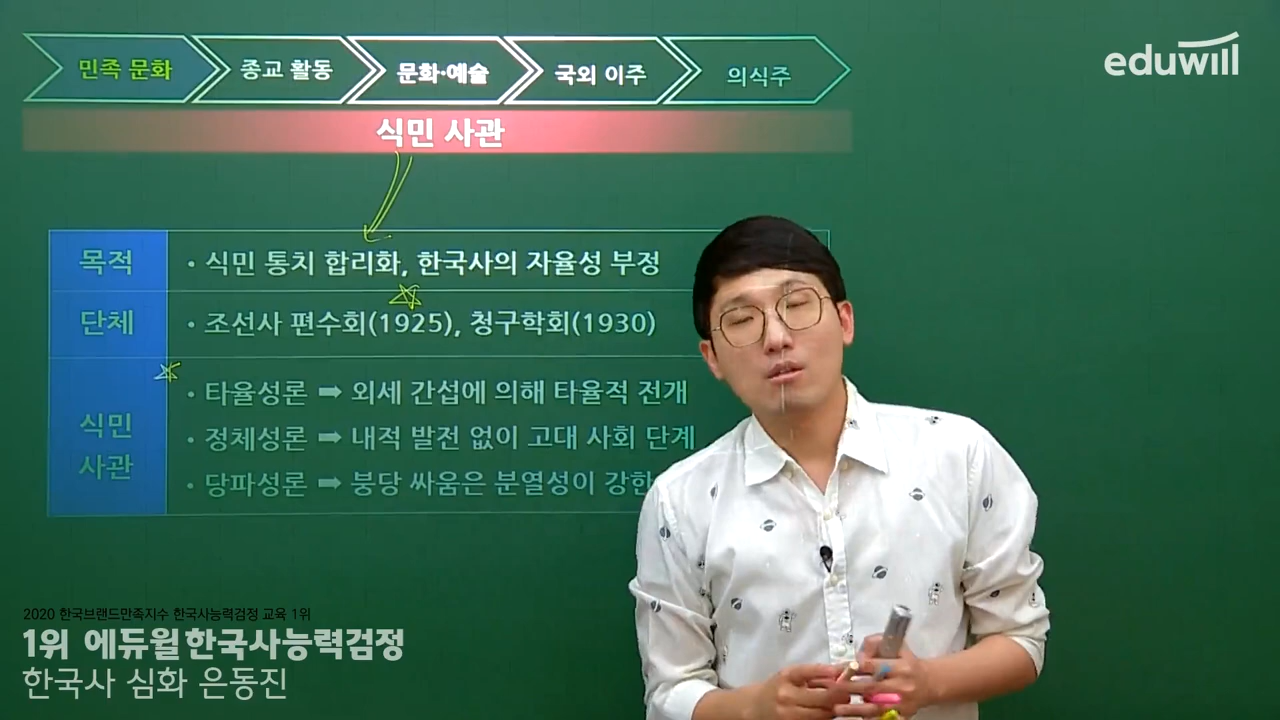 민족 문화
종교 활동
문화·예술
국외 이주
의식주
eduwill
식민 사관
목적
• 식민 통치 합리화, 한국사의 자율성 부정
단체
• 조선사 편수회(1925), 청구학회(1930)
식민
사관
• 타율성론 ➡ 외세 간섭에 의해 타율적 전개
• 정체성론 ➡ 내적 발전 없이 고대 사회 단계
• 당파성론 ➡ 붕당 싸움은 분열성이 강한
2020 한국브랜드만족지수 한국사능력검정 교육 1위
1위 에듀윌 한국사능력검정
한국사 심화 은동진